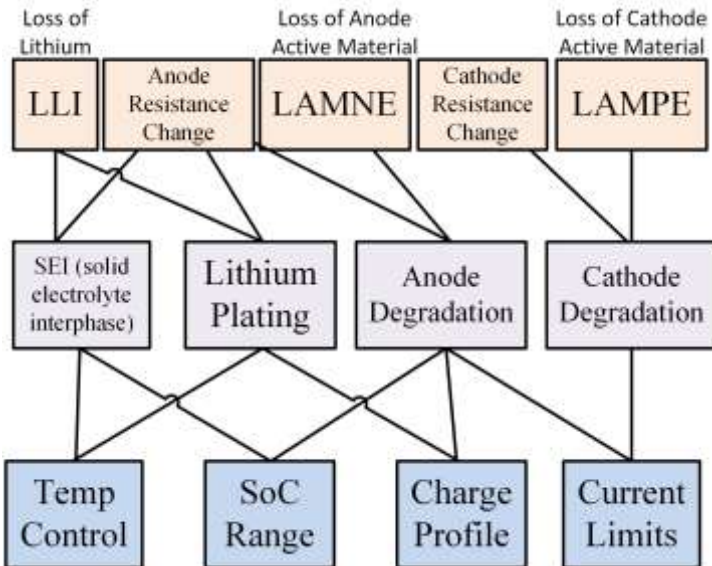 Loss of
Lithium
Loss of Anode
Active Material
Loss of Cathode
Active Material
LLI
Anode
Resistance
Change
LAMNE
Cathode
Resistance
Change
LAMPE
SEI (solid
electrolyte
interphase)
Lithium
Plating
Anode
Degradation
Cathode
Degradation
Temp
Control
SoC
Range
Charge
Profile
Current
Limits